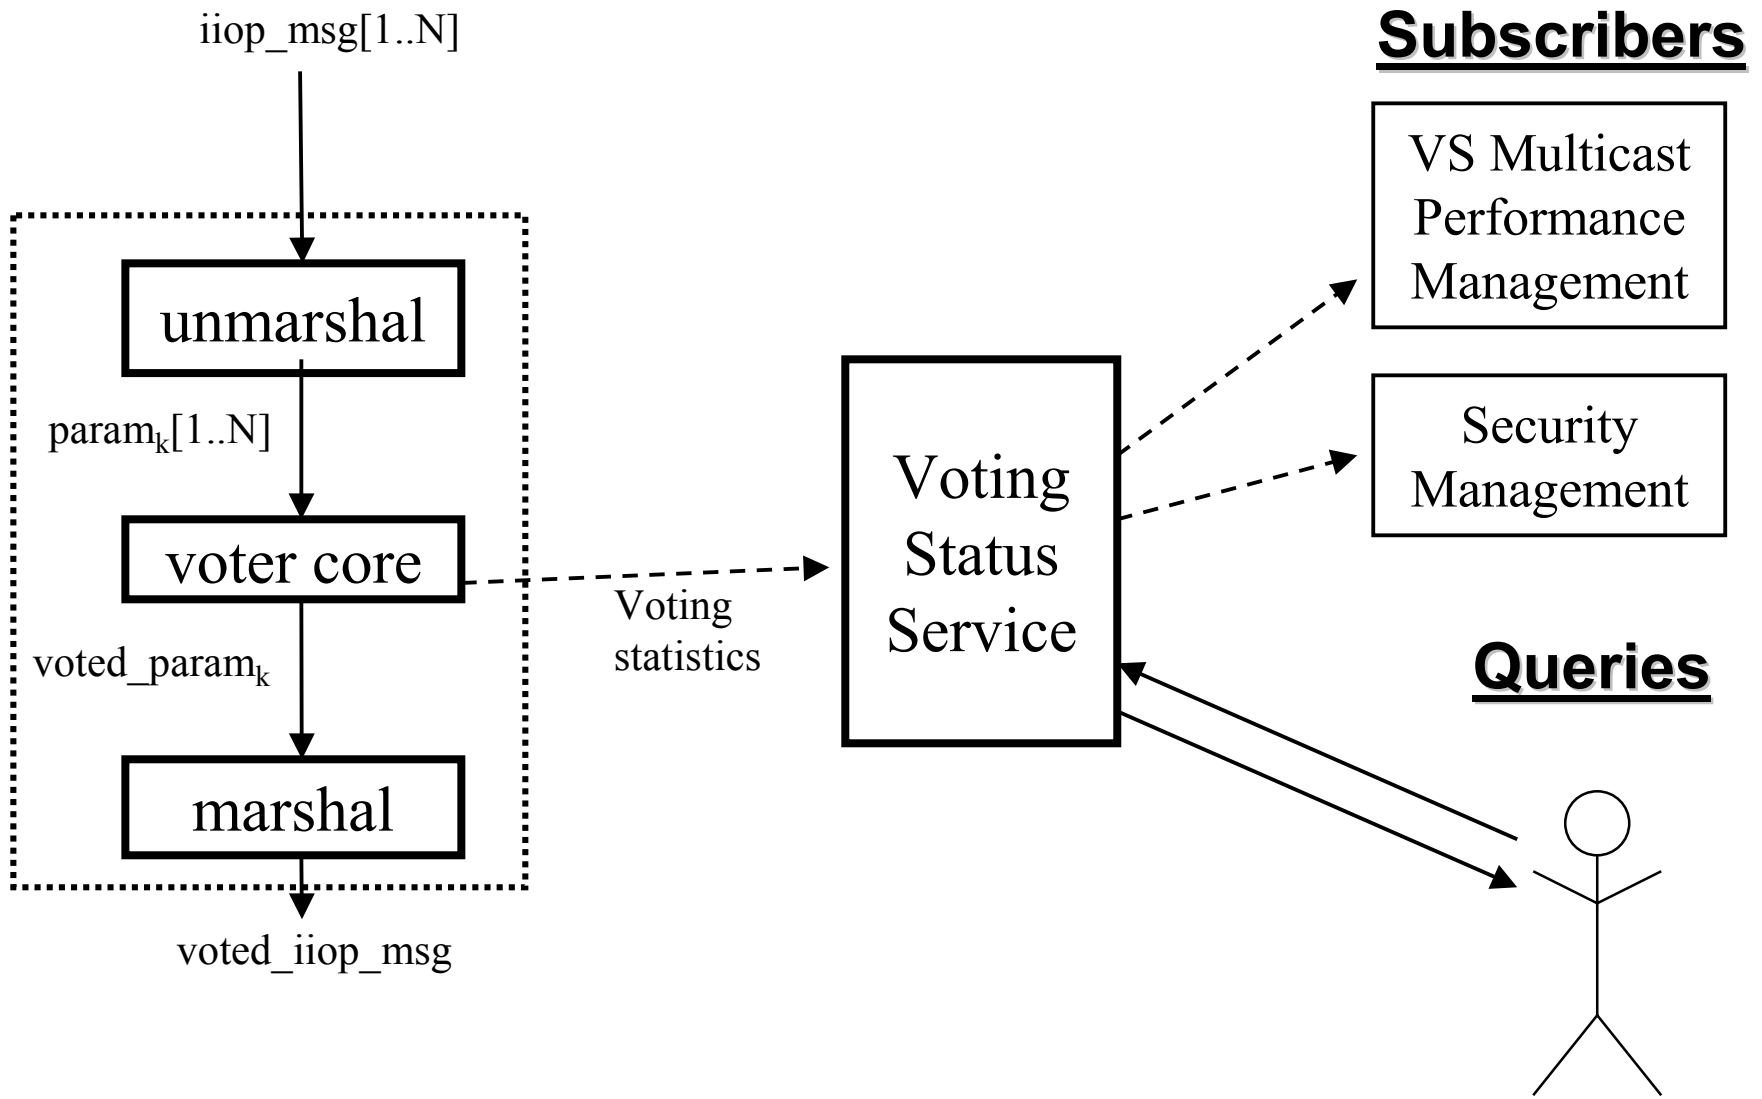 iiop_msg[1..N]
unmarshal
paramk[1..N]
voter core
voted_paramk
marshal
voted_iiop_msg
Voting
statistics
Voting
Status
Service
Subscribers
VS Multicast
Performance
Management
Security
Management
Queries